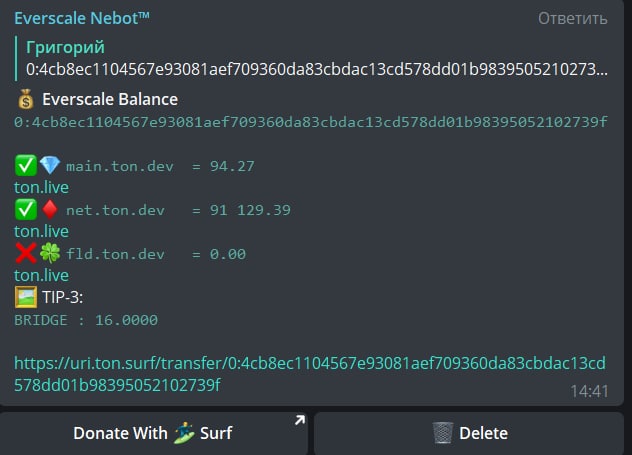 Everscale Nebot™ Ответить
Григорий
0:4cb8ec1104567e93081aef709360da83cbdac13cd578dd01b9839505210273...
💰 Everscale Balance
0:4cb8ec1104567e93081aef709360da83cbdac13cd578dd01b98395052102739f
✅💎 main.ton.dev = 94.27
ton.live
✅♦️ net.ton.dev = 91 129.39
ton.live
❌🍀 fld.ton.dev = 0.00
ton.live
🖼 TIP-3:
BRIDGE : 16.0000
https://uri.ton.surf/transfer/0:4cb8ec1104567e93081aef709360da83cbdac13cd
578dd01b98395052102739f
14:41
Donate With 🏄 Surf
🗑 Delete